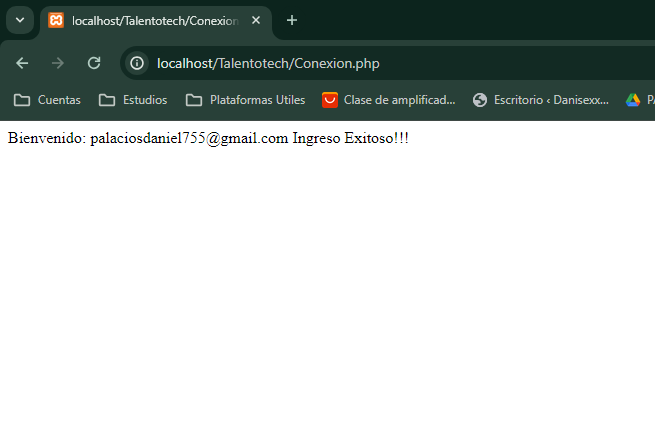 localhost/Talentotech/Conexion
localhost/Talentotech/Conexion.php
Cuentas Estudios Plataformas Utiles Clase de amplificad... Escritorio ‹ Danisexx... PA
Bienvenido: palaciosdaniel755@gmail.com Ingreso Exitoso!!!